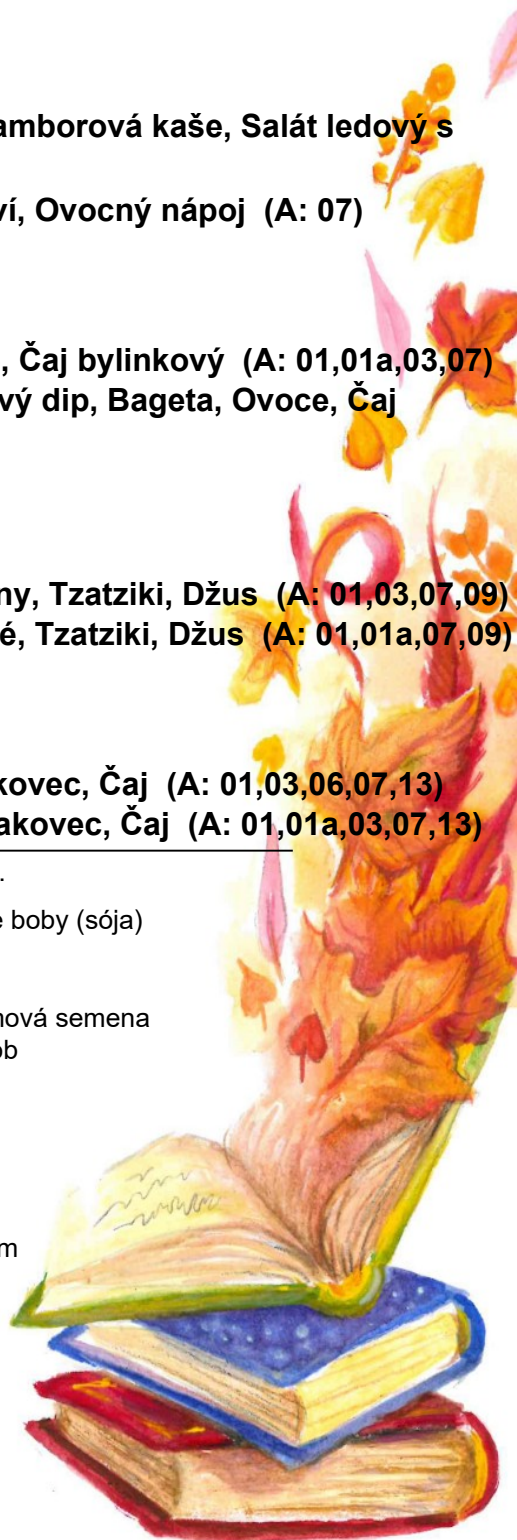 amborová kaše, Salát ledový s
ví, Ovocný nápoj (A: 07)
, Čaj bylinkový (A: 01,01a,03,07)
vý dip, Bageta, Ovoce, Čaj
ny, Tzatziki, Džus (A: 01,03,07,09)
é, Tzatziki, Džus (A: 01,01a,07,09)
kovec, Čaj (A: 01,03,06,07,13)
akovec, Čaj (A: 01,01a,03,07,13)
.
é boby (sója)
mová semena
ob
m